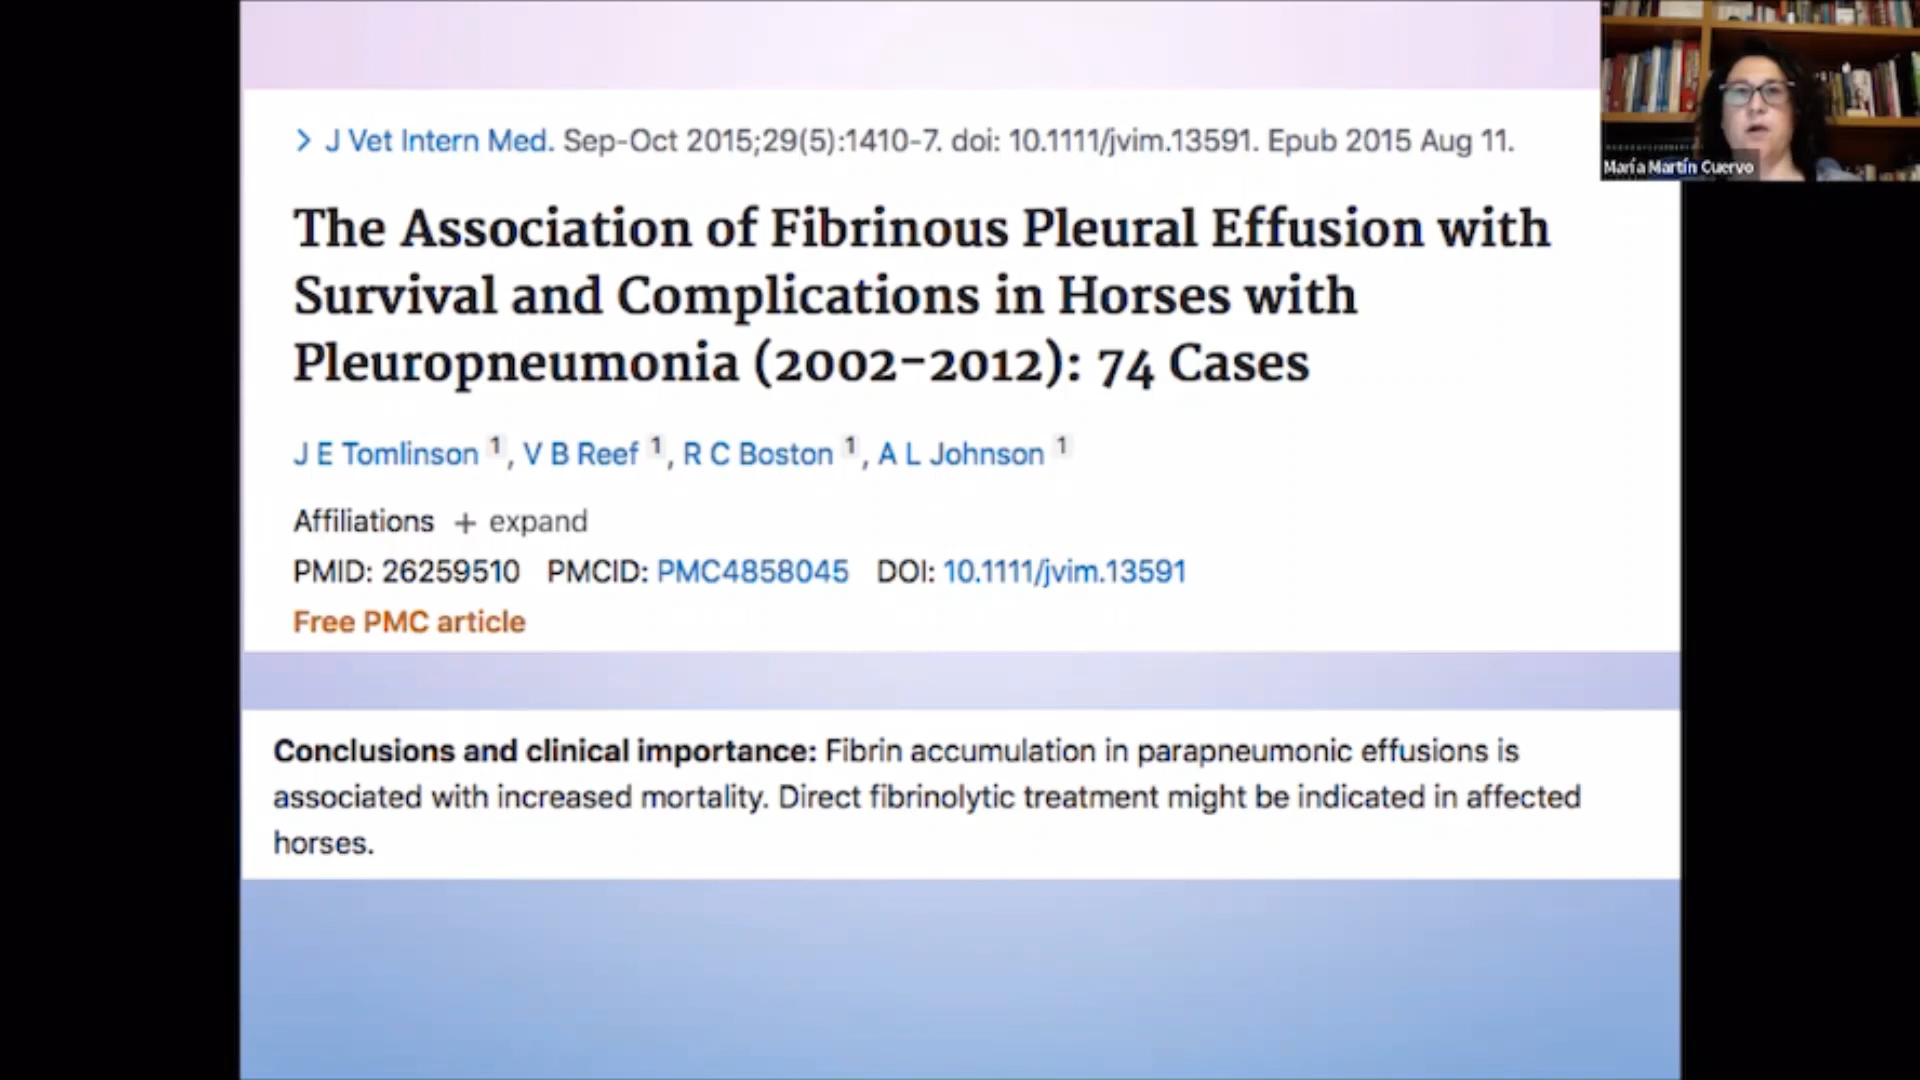 > J Vet Intern Med. Sep-Oct 2015;29(5):1410-7. doi: 10.1111/jvim.13591. Epub 2015 Aug 11.
María Martín Cuervo
The Association of Fibrinous Pleural Effusion with
Survival and Complications in Horses with
Pleuropneumonia (2002-2012): 74 Cases
J E Tomlinson 1, V B Reef 1, R C Boston 1, A L Johnson 1
Affiliations + expand
PMID: 26259510 PMCID: PMC4858045 DOI: 10.1111/jvim.13591
Free PMC article
Conclusions and clinical importance: Fibrin accumulation in parapneumonic effusions is
associated with increased mortality. Direct fibrinolytic treatment might be indicated in affected
horses.